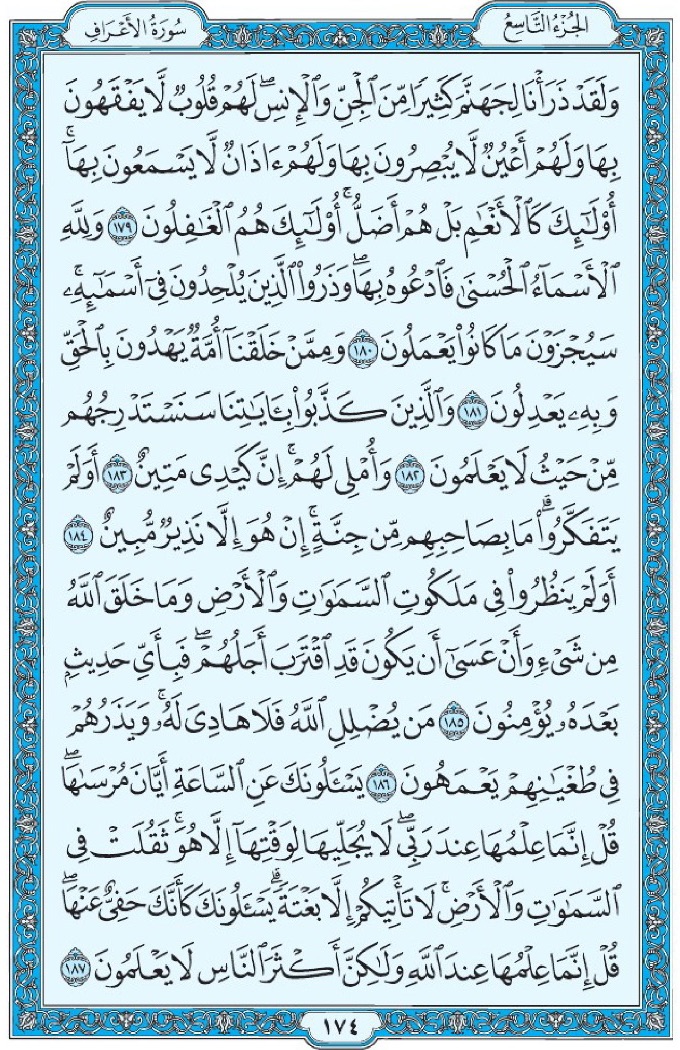 الجُزْءُ التَّاسِعُ
سُورَةُ الأَعْرَافِ
وَلَقَدْ ذَرَأْنَا لِجَهَنَّمَ كَثِيرًا مِّنَ ٱلْجِنِّ وَٱلْإِنسِۖ لَهُمْ قُلُوبٌ لَّا يَفْقَهُونَ
بِهَا وَلَهُمْ أَعْيُنٌ لَّا يُبْصِرُونَ بِهَا وَلَهُمْ ءَاذَانٌ لَّا يَسْمَعُونَ بِهَآۚ
أُوْلَـٰٓئِكَ كَٱلْأَنْعَـٰمِ بَلْ هُمْ أَضَلُّۚ أُوْلَـٰٓئِكَ هُمُ ٱلْغَـٰفِلُونَ ١٧٩ وَلِلَّهِ
ٱلْأَسْمَآءُ ٱلْحُسْنَىٰ فَٱدْعُوهُ بِهَاۖ وَذَرُواْ ٱلَّذِينَ يُلْحِدُونَ فِىٓ أَسْمَـٰٓئِهِۦۚ
سَيُجْزَوْنَ مَا كَانُواْ يَعْمَلُونَ ١٨٠ وَمِمَّنْ خَلَقْنَآ أُمَّةٌ يَهْدُونَ بِٱلْحَقِّ
وَبِهِۦ يَعْدِلُونَ ١٨١ وَٱلَّذِينَ كَذَّبُواْ بِـَٔايَـٰتِنَا سَنَسْتَدْرِجُهُم
مِّنْ حَيْثُ لَا يَعْلَمُونَ ١٨٢ وَأُمْلِى لَهُمْۚ إِنَّ كَيْدِى مَتِينٌ ١٨٣ أَوَلَمْ
يَتَفَكَّرُواْۗ مَا بِصَاحِبِهِم مِّن جِنَّةٍۚ إِنْ هُوَ إِلَّا نَذِيرٌ مُّبِينٌ ١٨٤
أَوَلَمْ يَنظُرُواْ فِى مَلَكُوتِ ٱلسَّمَـٰوَٰتِ وَٱلْأَرْضِ وَمَا خَلَقَ ٱللَّهُ
مِن شَىْءٍ وَأَنْ عَسَىٰٓ أَن يَكُونَ قَدِ ٱقْتَرَبَ أَجَلُهُمْۖ فَبِأَىِّ حَدِيثٍۭ
بَعْدَهُۥ يُؤْمِنُونَ ١٨٥ مَن يُضْلِلِ ٱللَّهُ فَلَا هَادِىَ لَهُۥۚ وَيَذَرُهُمْ
فِى طُغْيَـٰنِهِمْ يَعْمَهُونَ ١٨٦ يَسْـَٔلُونَكَ عَنِ ٱلسَّاعَةِ أَيَّانَ مُرْسَىٰهَاۖ
قُلْ إِنَّمَا عِلْمُهَا عِندَ رَبِّىۖ لَا يُجَلِّيهَا لِوَقْتِهَآ إِلَّا هُوَۚ ثَقُلَتْ فِى
ٱلسَّمَـٰوَٰتِ وَٱلْأَرْضِۚ لَا تَأْتِيكُمْ إِلَّا بَغْتَةًۗ يَسْـَٔلُونَكَ كَأَنَّكَ حَفِىٌّ عَنْهَاۖ
قُلْ إِنَّمَا عِلْمُهَا عِندَ ٱللَّهِ وَلَـٰكِنَّ أَكْثَرَ ٱلنَّاسِ لَا يَعْلَمُونَ ١٨٧
١٧٤